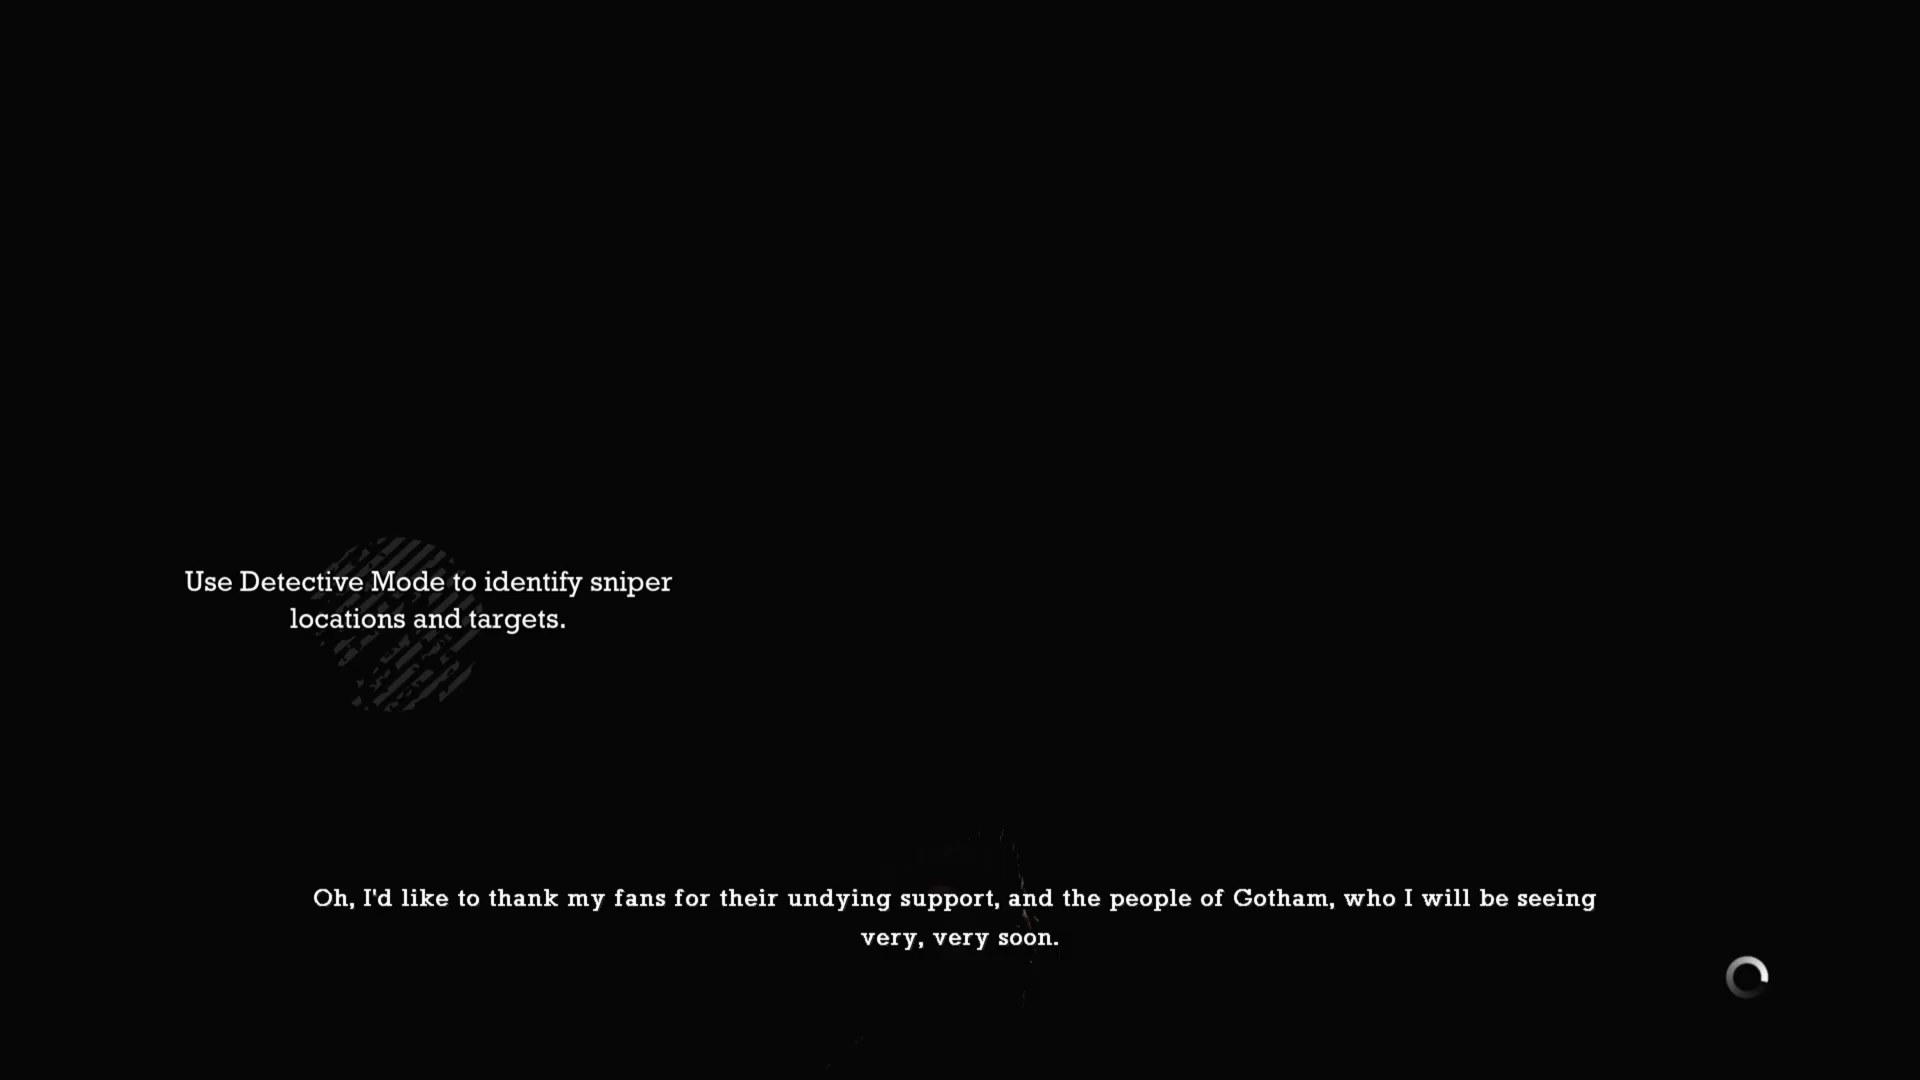 Use Detective Mode to identify sniper
locations and targets.
Oh, I'd like to thank my fans for their undying support, and the people of Gotham, who I will be seeing
very, very soon.